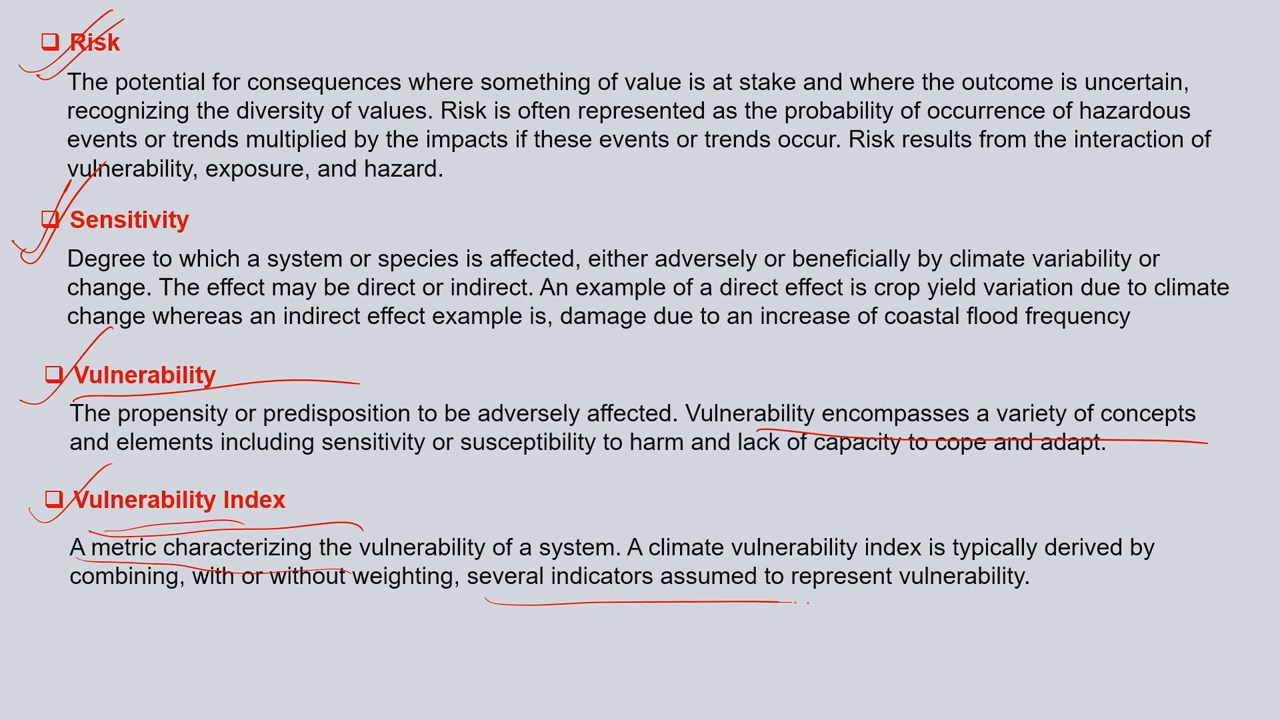 ❑ Risk
The potential for consequences where something of value is at stake and where the outcome is uncertain,
recognizing the diversity of values. Risk is often represented as the probability of occurrence of hazardous
events or trends multiplied by the impacts if these events or trends occur. Risk results from the interaction of
vulnerability, exposure, and hazard.
❑ Sensitivity
Degree to which a system or species is affected, either adversely or beneficially by climate variability or
change. The effect may be direct or indirect. An example of a direct effect is crop yield variation due to climate
change whereas an indirect effect example is, damage due to an increase of coastal flood frequency
❑ Vulnerability
The propensity or predisposition to be adversely affected. Vulnerability encompasses a variety of concepts
and elements including sensitivity or susceptibility to harm and lack of capacity to cope and adapt.
❑ Vulnerability Index
A metric characterizing the vulnerability of a system. A climate vulnerability index is typically derived by
combining, with or without weighting, several indicators assumed to represent vulnerability.